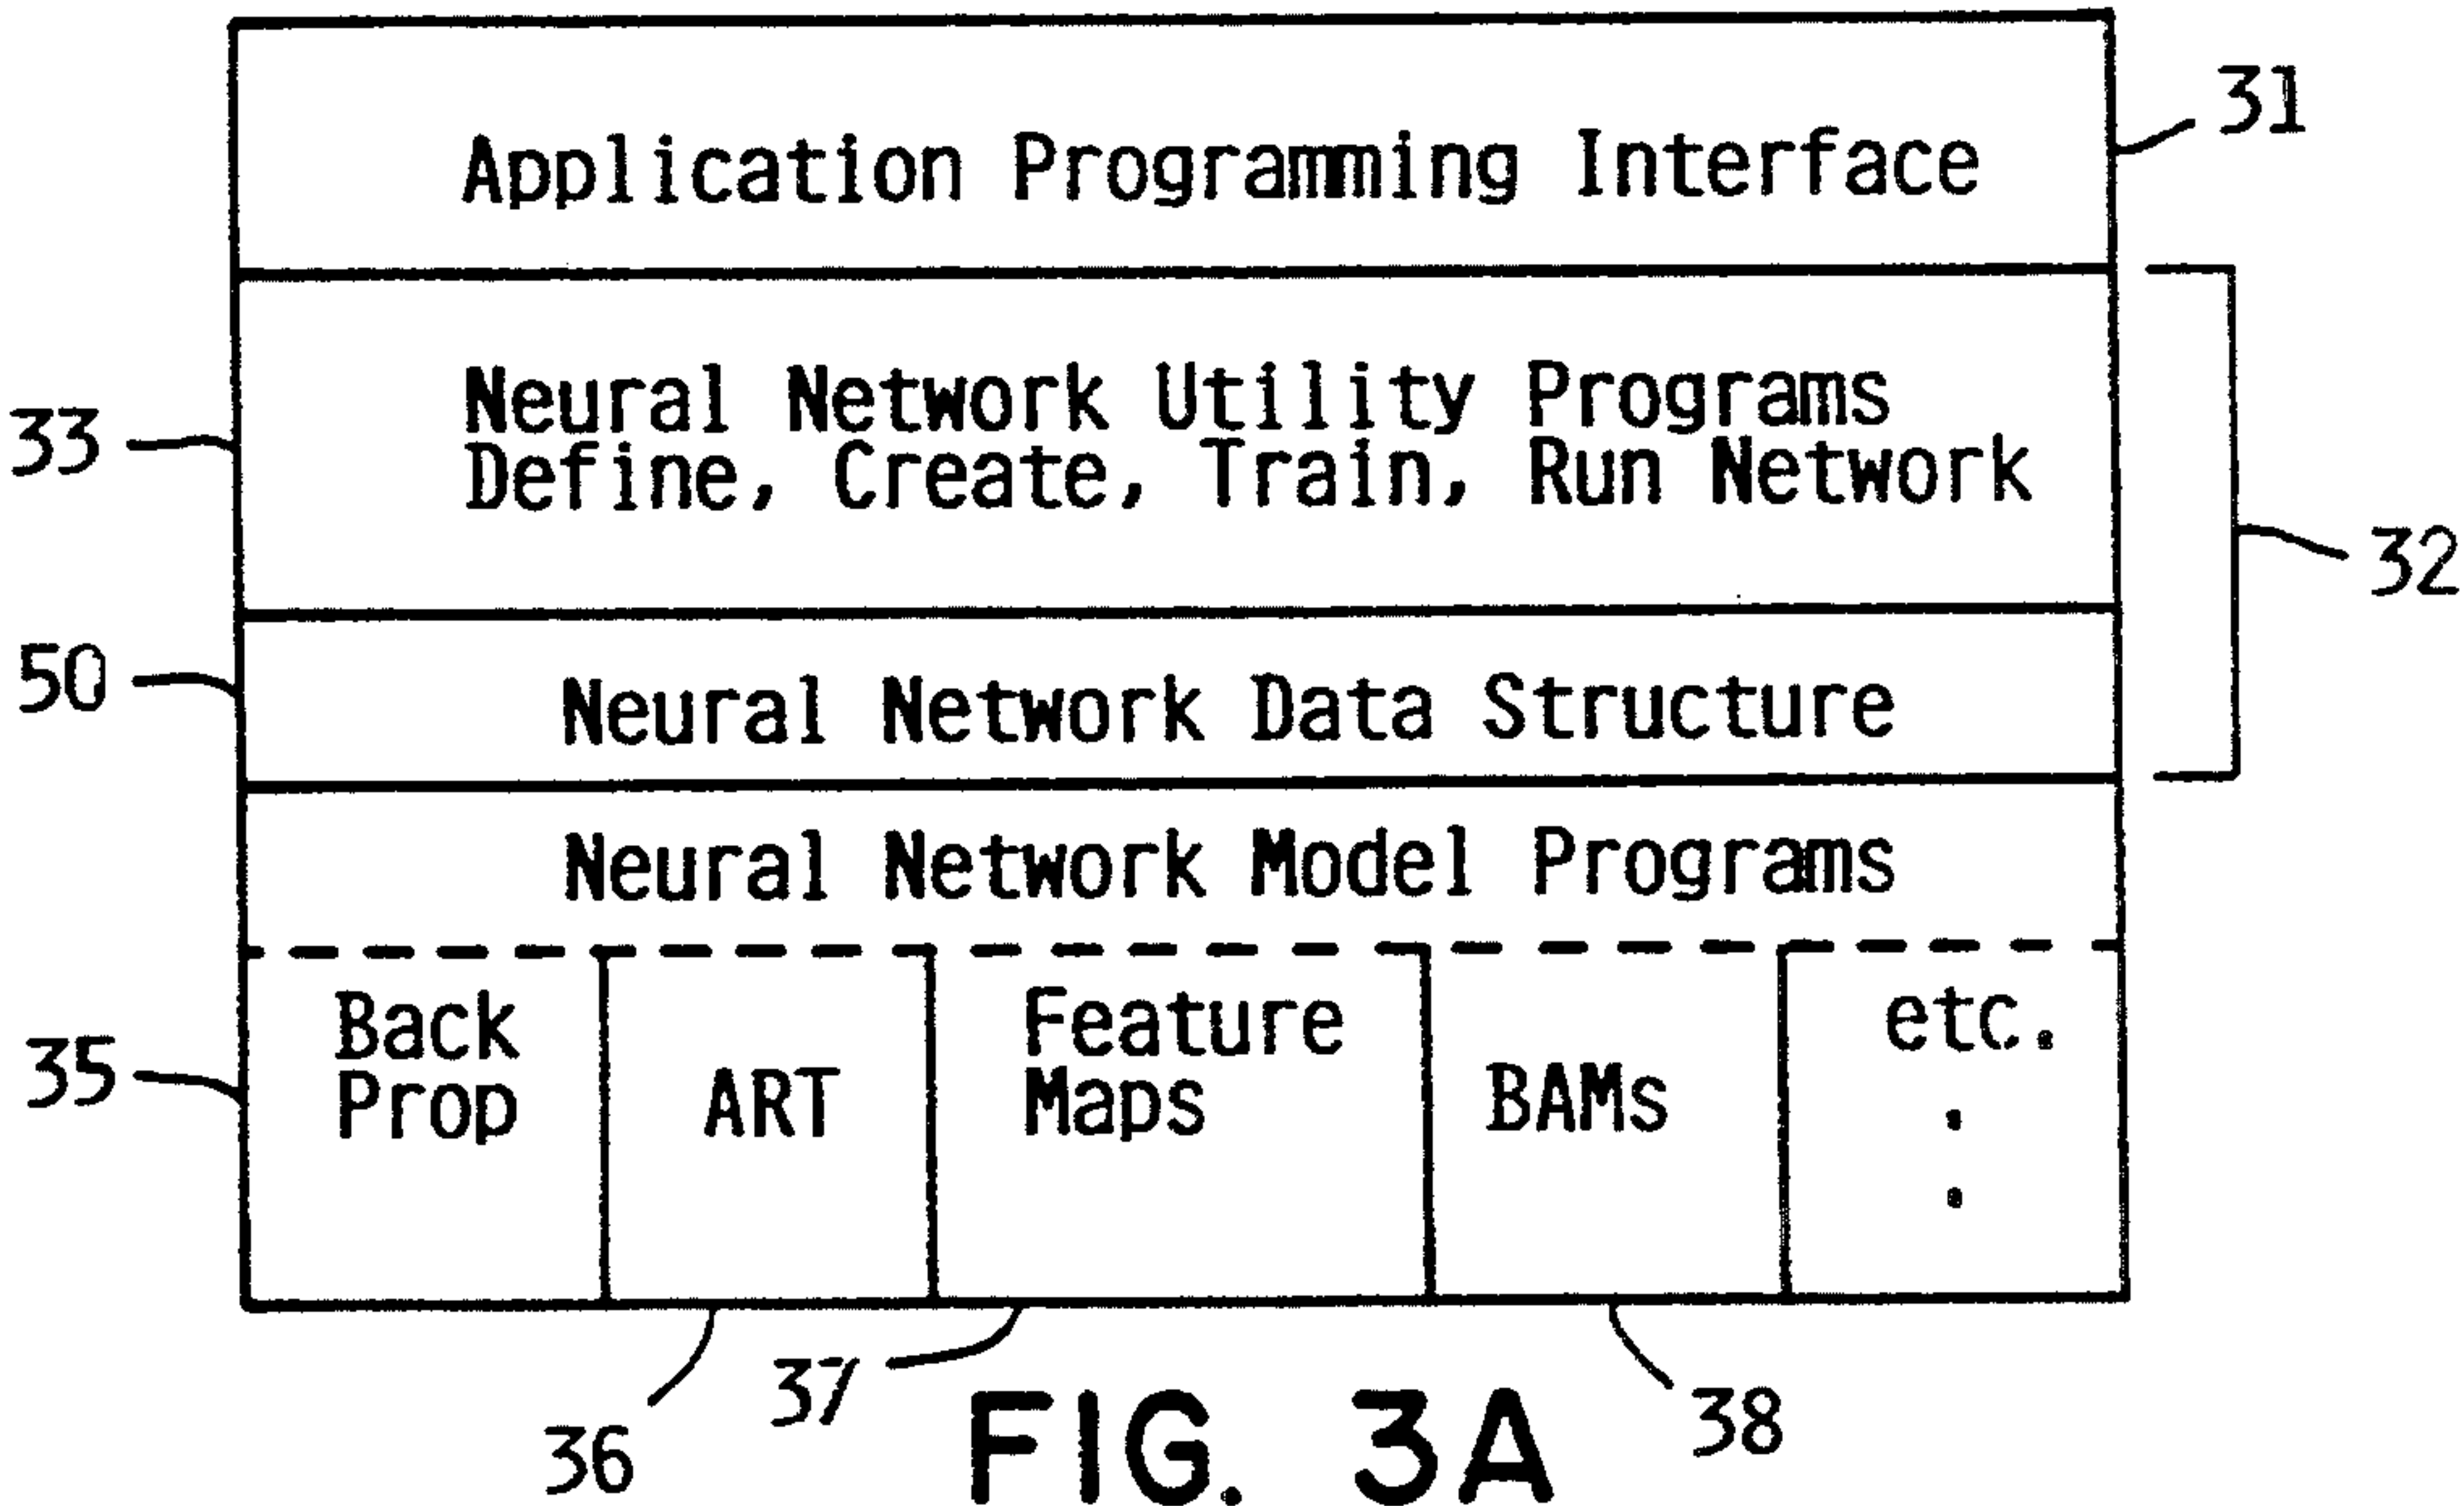 Application Programming Interface
31
Neural Network Utility Programs
Define, Create, Train, Run Network
33
32
Neural Network Data Structure
50
Neural Network Model Programs
Back
Prop
ART
Feature
Maps
BAMs
etc.
35
36
37
38
FIG. 3A